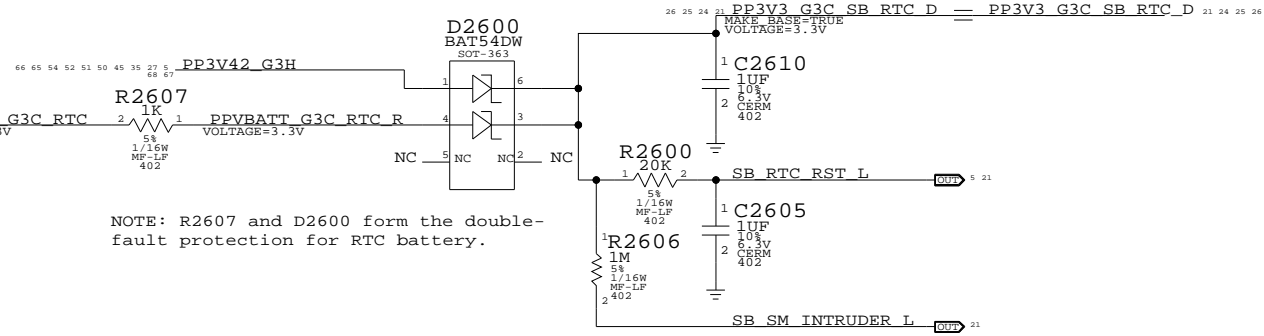 26 25 24 21 PP3V3_G3C_SB_RTC_D PP3V3_G3C_SB_RTC_D 21 24 25 26
MAKE_BASE=TRUE
VOLTAGE=3.3V
D2600
BAT54DW
SOT-363
66 65 54 52 51 50 45 35 27 5 PP3V42_G3H
68 67
1 6
1 C2610
1UF
10%
6.3V
2 CERM
402
R2607
1K
G3C_RTC 2 1 PPVBATT_G3C_RTC_R 4 3
VOLTAGE=3.3V
5%
1/16W
MF-LF
402
NC 5 NC NC 2 NC
R2600
20K
1 2 SB_RTC_RST_L OUT 5 21
5%
1/16W
MF-LF
402
NOTE: R2607 and D2600 form the double-
fault protection for RTC battery.
1 C2605
1UF
10%
6.3V
2 CERM
402
1 R2606
1M
5%
1/16W
MF-LF
2 402
SB_SM_INTRUDER_L OUT 21